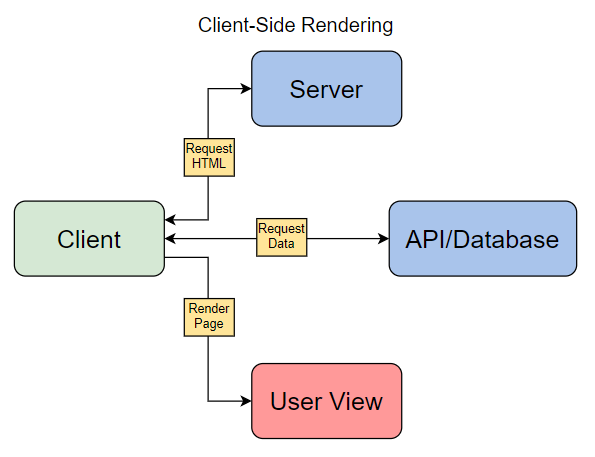 Client-Side Rendering
Server
Request
HTML
Client
Request
Data
API/Database
Render
Page
User View